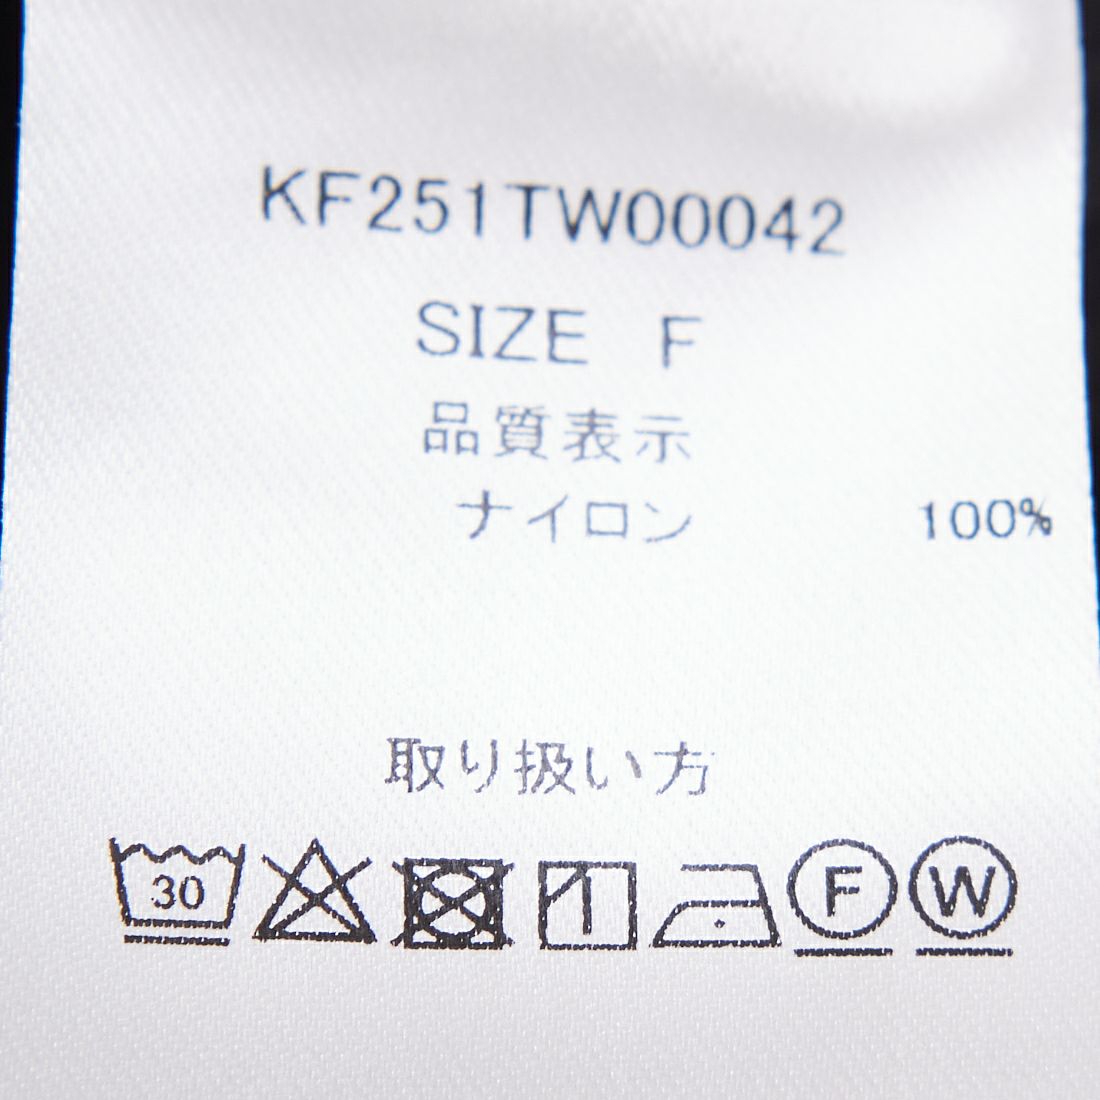 KF251TW00042
SIZE F
品質表示
ナイロン 100%
取り扱い方
30 F W